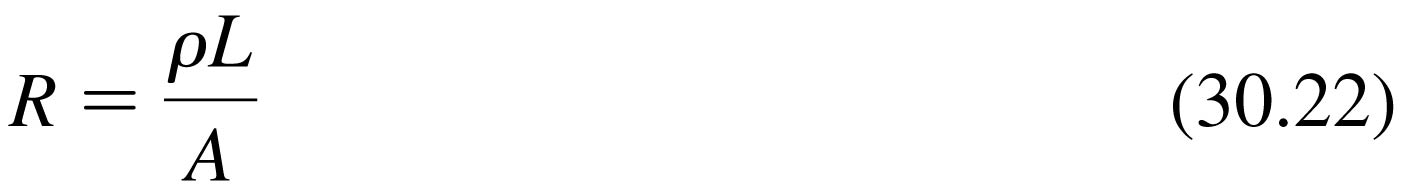 R = ρL / A (30.22)